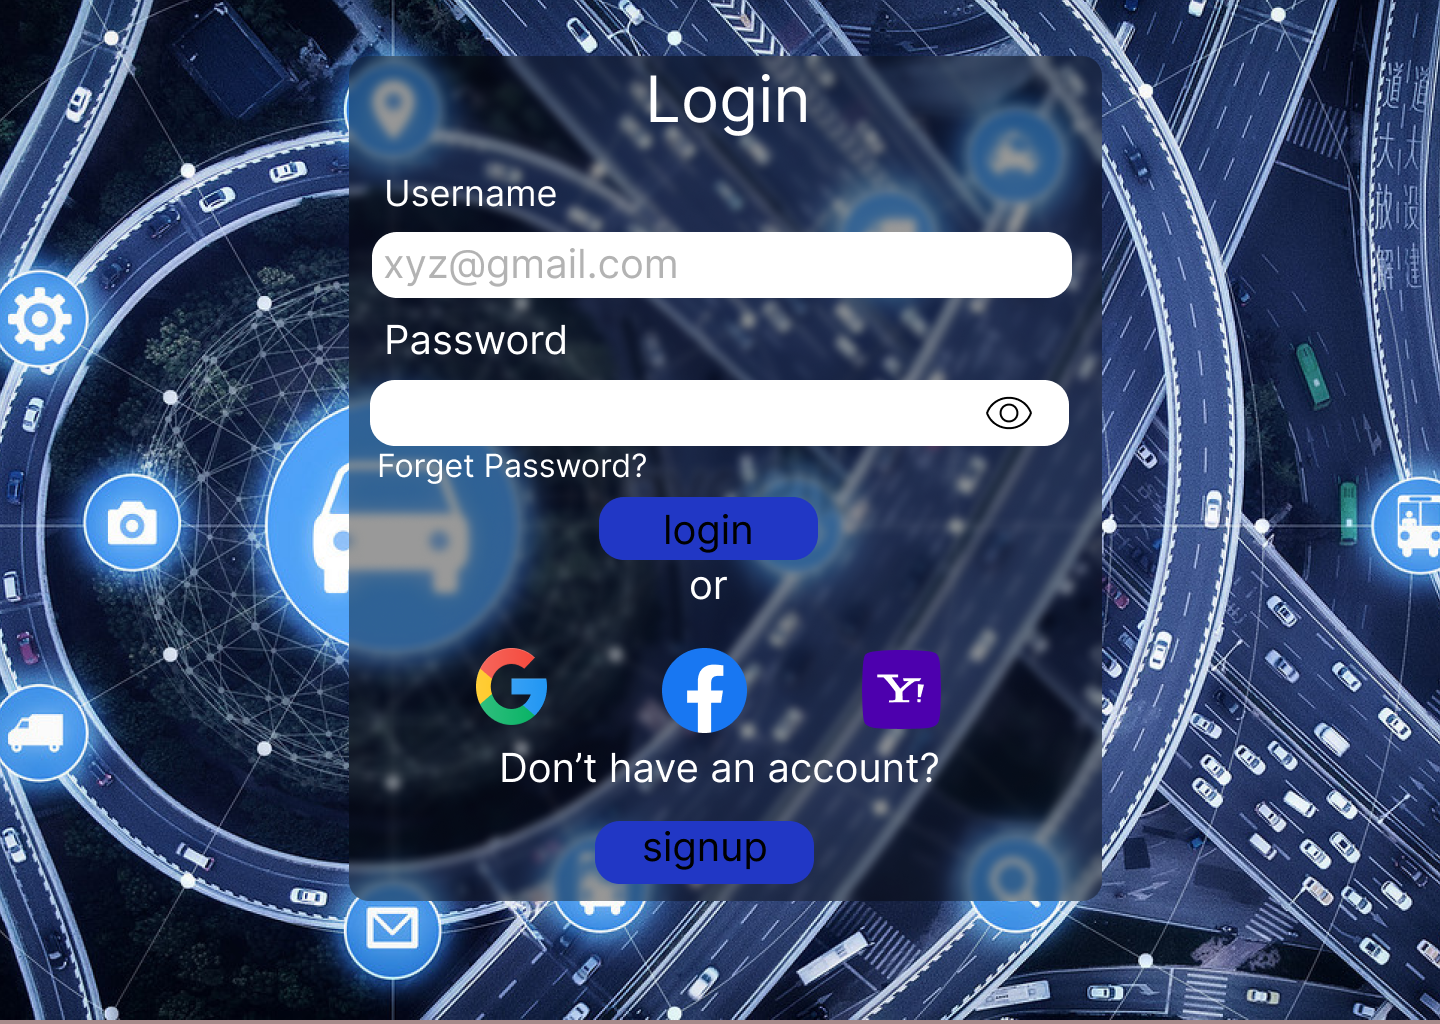 Login
Username
xyz@gmail.com
Password
Forget Password?
login
or
Y!
Don’t have an account?
signup